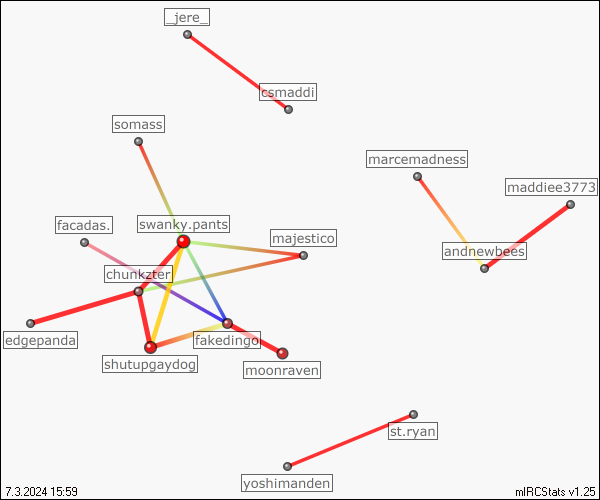 _jere_
csmaddi
somass
marcemadness
maddiee3773
facadas.
swanky.pants
majestico
andnewbees
chunkzter
edgepanda
fakedingo
shutupgaydog
moonraven
st.ryan
yoshimanden
7.3.2024 15:59
mIRCStats v1.25